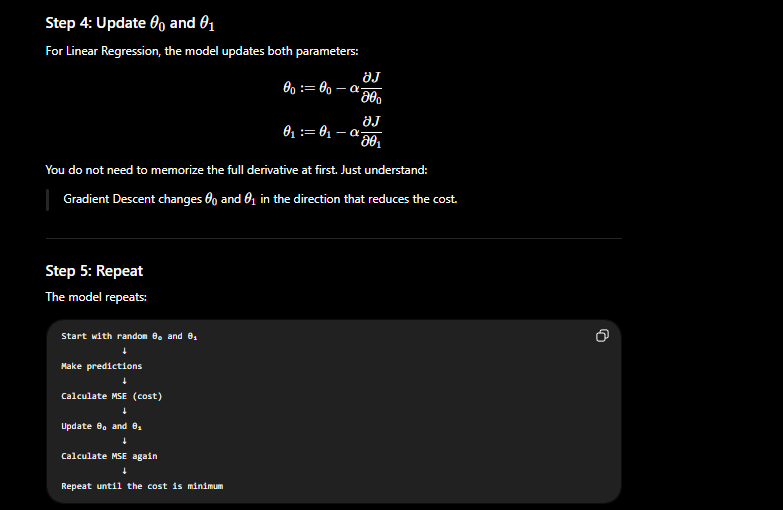 Step 4: Update θ₀ and θ₁
For Linear Regression, the model updates both parameters:
θ₀ := θ₀ − α ∂J/∂θ₀
θ₁ := θ₁ − α ∂J/∂θ₁
You do not need to memorize the full derivative at first. Just understand:
Gradient Descent changes θ₀ and θ₁ in the direction that reduces the cost.
Step 5: Repeat
The model repeats:
Start with random θ₀ and θ₁
↓
Make predictions
↓
Calculate MSE (cost)
↓
Update θ₀ and θ₁
↓
Calculate MSE again
↓
Repeat until the cost is minimum